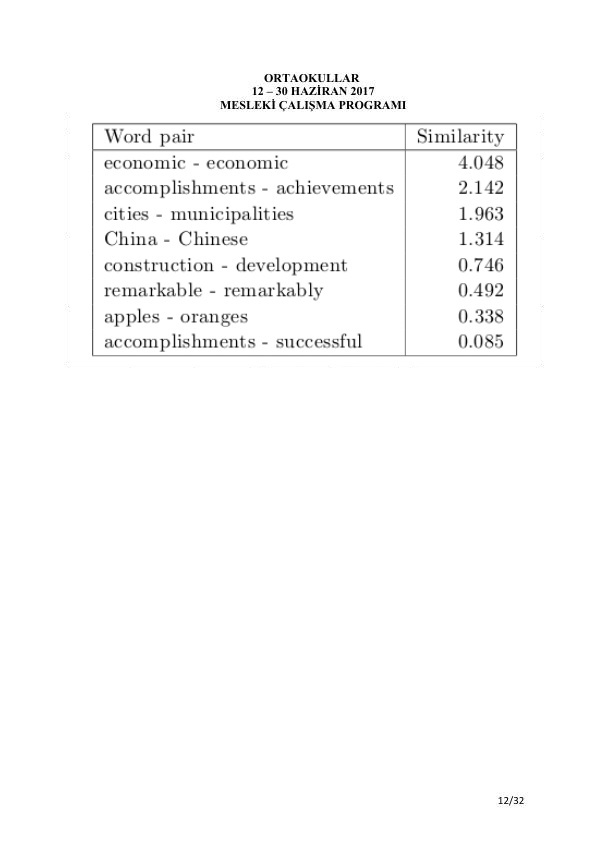 ORTAOKULLAR
12 – 30 HAZİRAN 2017
MESLEKİ ÇALIŞMA PROGRAMI
Word pair Similarity
economic - economic 4.048
accomplishments - achievements 2.142
cities - municipalities 1.963
China - Chinese 1.314
construction - development 0.746
remarkable - remarkably 0.492
apples - oranges 0.338
accomplishments - successful 0.085
12/32